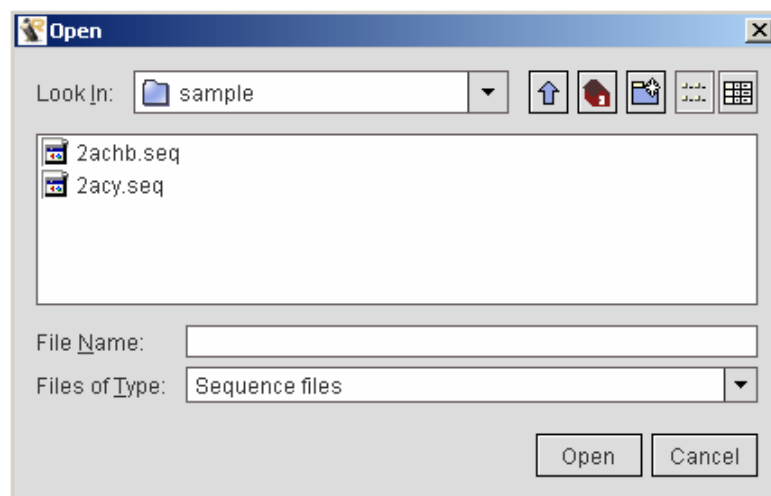 Open
Look In: sample
2achb.seq
2acy.seq
File Name:
Files of Type: Sequence files
Open Cancel